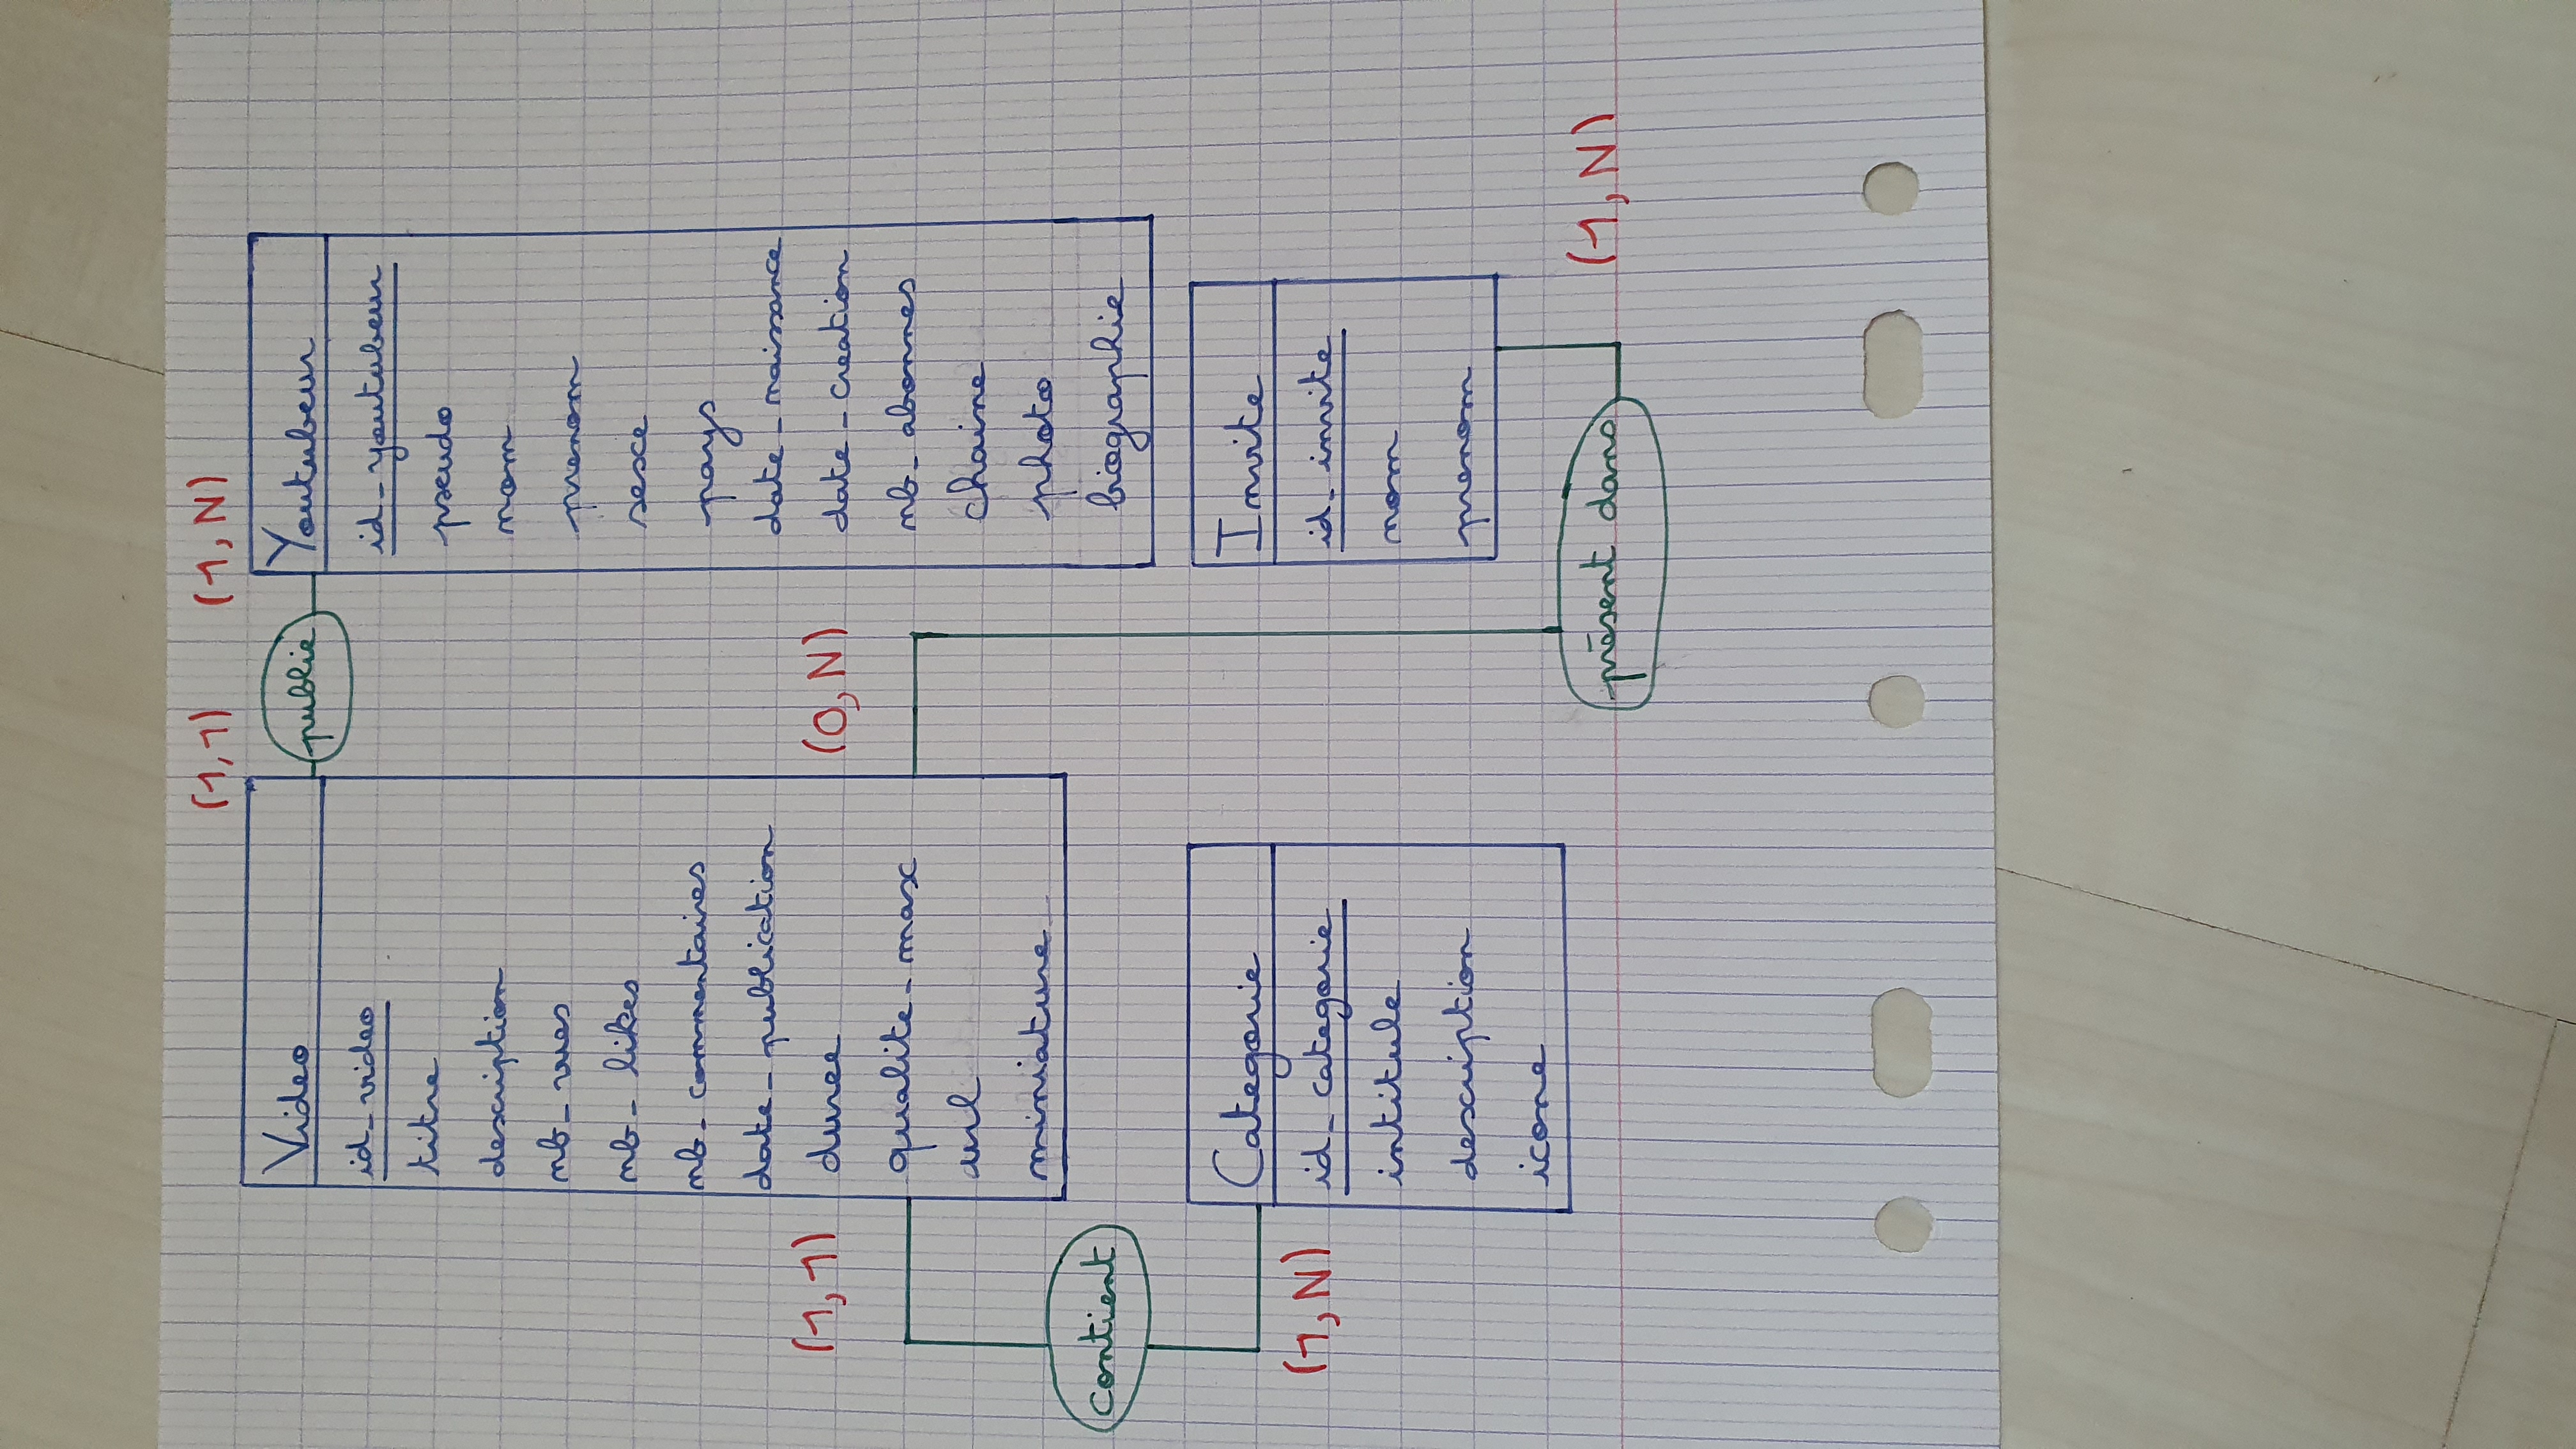 (1,1)
(1,N)
Video
publie
Youtubeur
id_video
titre
description
nb_vues
nb_likes
nb_commentaires
date_publication
duree
qualite_max
url
miniature
id_youtubeur
pseudo
nom
prenom
sexe
pays
date_naissance
date_creation
nb_abonnes
chaine
photo
biographie
(1,1)
(0,N)
contient
(1,N)
Categorie
id_categorie
intitule
description
icone
Invite
id_invite
nom
prenom
présent dans
(1,N)